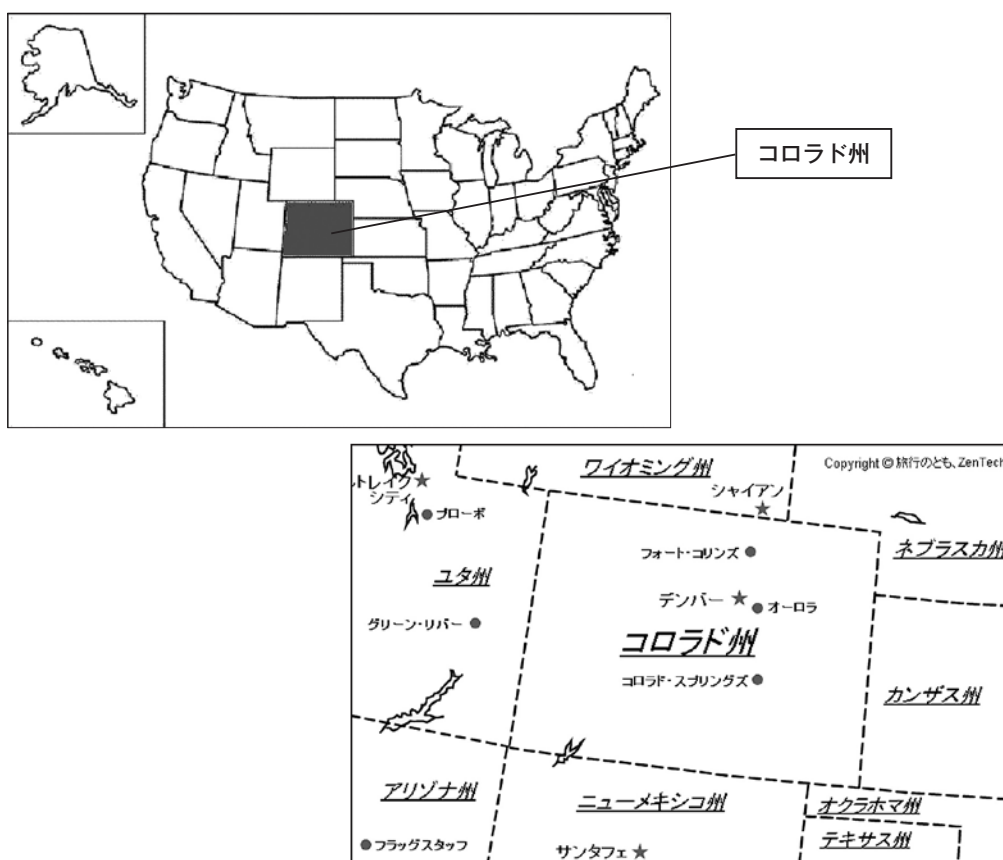 コロラド州
ワイオミング州
Copyright © 旅行のとも、ZenTech
トレイク
シティ
シャイアン
プローボ
フォート・コリンズ
ネブラスカ州
ユタ州
デンバー
オーロラ
グリーン・リバー
コロラド州
コロラド・スプリングズ
カンザス州
アリゾナ州
ニューメキシコ州
オクラホマ州
テキサス州
フラッグスタッフ
サンタフェ